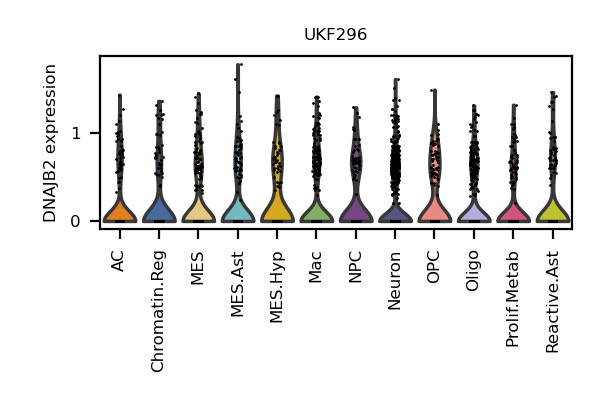 UKF296
DNAJB2 expression
1
0
AC
Chromatin.Reg
MES
MES.Ast
MES.Hyp
Mac
NPC
Neuron
OPC
Oligo
Prolif.Metab
Reactive.Ast